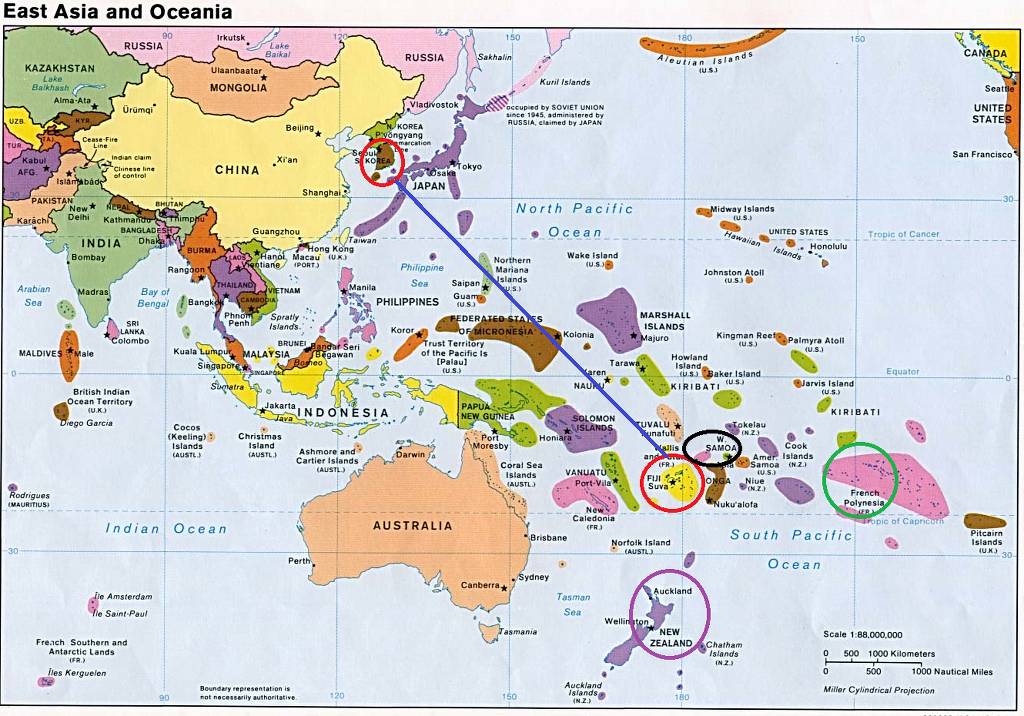 East Asia and Oceania
90
120
150
180
150
RUSSIA
Irkutsk
Lake
Baikal
RUSSIA
Sakhalin
Aleutian Islands
(U.S.)
CANADA
KAZAKHSTAN
Lake
Balkhash
Ulaanbaatar
MONGOLIA
Kuril Islands
Seattle
Alma-Ata
Ürümqi
Vladivostok
occupied by SOVIET UNION
since 1945, administered by
RUSSIA, claimed by JAPAN
UNITED
STATES
UZB.
KYR.
TUR.
TAJ.
Cease-Fire
Line
Beijing
N. KOREA
P'yongyang
Seoul
S. KOREA
San Francisco
Kabul
AFG.
Indian claim
Chinese line
of control
Xi'an
Tokyo
Osaka
JAPAN
Islāmābād
CHINA
PAKISTAN
Shanghai
30
30
New
Delhi
NEPAL
Kathmandu
BHUTAN
Thimphu
North Pacific
Ocean
Midway Islands
(U.S.)
Karāchi
BANGLADESH
Dhaka
Guangzhou
Taiwan
Hawaiian
Islands
UNITED STATES
Honolulu
Tropic of Cancer
INDIA
BURMA
Hanoi
Macau
(PORT.)
Hong Kong
(U.K.)
Bombay
LAOS
Vientiane
Rangoon
Philippine
Sea
Northern
Mariana
Islands
(U.S.)
Wake Island
(U.S.)
Johnston Atoll
(U.S.)
Arabian
Sea
Bay of
Bengal
THAILAND
VIETNAM
Manila
Saipan
Guam
(U.S.)
Madras
Bangkok
CAMBODIA
Phnom
Penh
Spratly
Islands
PHILIPPINES
MARSHALL
ISLANDS
Majuro
SRI
LANKA
Colombo
FEDERATED STATES
OF MICRONESIA
Kolonia
Kingman Reef
(U.S.)
Palmyra Atoll
(U.S.)
Koror
Trust Territory
of the Pacific Is
[Palau]
(U.S.)
BRUNEI
Bandar Seri
Begawan
MALDIVES
Male
Kuala Lumpur
MALAYSIA
Borneo
Singapore
SINGAPORE
Tarawa
Howland
(U.S.)
Baker Island
(U.S.)
0
Equator
0
Sumatra
NAURU
KIRIBATI
Jarvis Island
(U.S.)
KIRIBATI
British Indian
Ocean Territory
(U.K.)
Diego Garcia
Jakarta
Java
INDONESIA
PAPUA
NEW GUINEA
SOLOMON
ISLANDS
Honiara
TUVALU
Funafuti
Tokelau
(N.Z.)
Cocos
(Keeling)
Islands
(AUSTL.)
Christmas
Island
(AUSTL.)
Ashmore and
Cartier Islands
(AUSTL.)
Darwin
Port
Moresby
Wallis
and
(FR.)
W.
SAMOA
Amer.
Samoa
(U.S.)
Cook
Islands
(N.Z.)
Coral Sea
Islands
(AUSTL.)
VANUATU
Port-Vila
FIJI
Suva
TONGA
Niue
(N.Z.)
French
Polynesia
(FR.)
Rodrigues
(MAURITIUS)
New
Caledonia
(FR.)
Nuku'alofa
Tropic of Capricorn
Indian Ocean
AUSTRALIA
Brisbane
Norfolk Island
(AUSTL.)
South Pacific
Ocean
Pitcairn
Islands
(U.K.)
30
30
Perth
Sydney
Canberra
Île Amsterdam
Île Saint-Paul
Tasman
Sea
Auckland
Wellington
NEW
ZEALAND
Tasmania
Chatham
Islands
(N.Z.)
French Southern and
Antarctic Lands
(FR.)
Îles Kerguelen
Auckland
Islands
(N.Z.)
Scale 1:88,000,000
0 500 1000 Kilometers
0 500 1000 Nautical Miles
Miller Cylindrical Projection
Boundary representation is
not necessarily authoritative.
90
120
150
180